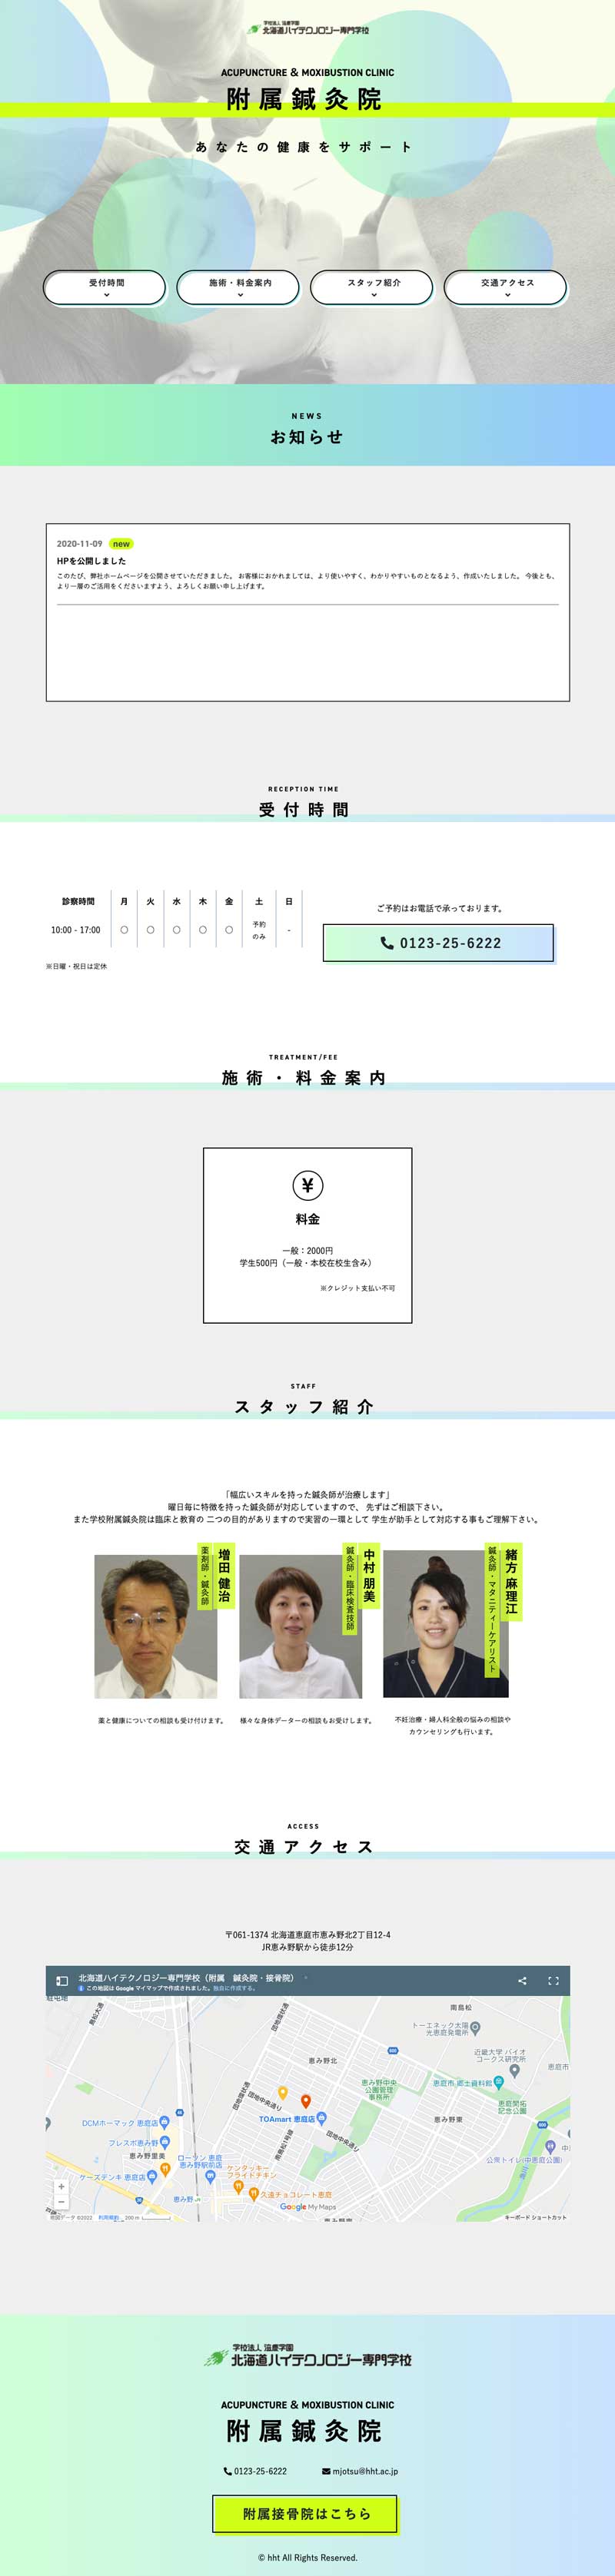 学校法人 滋慶学園
北海道ハイテクノロジー専門学校
ACUPUNCTURE & MOXIBUSTION CLINIC
附属鍼灸院
あなたの健康をサポート
受付時間
施術・料金案内
スタッフ紹介
交通アクセス
NEWS
お知らせ
2020-11-09 new
HPを公開しました
このたび、弊社ホームページを公開させていただきました。 お客様におかれましては、より使いやすく、わかりやすいものとなるよう、作成いたしました。 今後とも、
より一層のご活用をくださいますよう、よろしくお願い申し上げます。
RECEPTION TIME
受付時間
診察時間 月 火 水 木 金 土 日
10:00 - 17:00 〇 〇 〇 〇 〇 予約 -
のみ
※日曜・祝日は定休
ご予約はお電話で承っております。
0123-25-6222
TREATMENT/FEE
施術・料金案内
¥
料金
一般：2000円
学生500円（一般・本校在校生含み）
※クレジット支払い不可
STAFF
スタッフ紹介
「幅広いスキルを持った鍼灸師が治療します」
曜日毎に特徴を持った鍼灸師が対応していますので、 先ずはご相談下さい。
また学校附属鍼灸院は臨床と教育の 二つの目的がありますので実習の一環として 学生が助手として対応する事もご理解下さい。
増田 健治
薬剤師・鍼灸師
薬と健康についての相談も受け付けます。
中村 朋美
鍼灸師・臨床検査技師
様々な身体データーの相談もお受けします。
緒方 麻理江
鍼灸師・マタニティーケアリスト
不妊治療・婦人科全般の悩みの相談や
カウンセリングも行います。
ACCESS
交通アクセス
〒061-1374 北海道恵庭市恵み野北2丁目12-4
JR恵み野駅から徒歩12分
北海道ハイテクノロジー専門学校（附属　鍼灸院・接骨院）
この地図は Google マイマップで作成されました。独自に作成する。
駐屯地
島松大通
団地環状通
南島松
トーエネック太陽
光恵庭発電所
近畿大学 バイオ
コークス研究所
恵み野北
恵み野中央
公園管理
事務所
恵庭市 郷土資料館
恵庭市
恵庭開拓
記念公園
団地環状通
団地中央通り
TOAmart 恵庭店
恵み野東
DCMホーマック 恵庭店
フレスポ恵み野
恵み野里美
南島松1号線
団地中央通り
公衆トイレ(中恵庭公園)
ローソン 恵庭
恵み野駅前店
ケーズデンキ 恵庭店
ケンタッキー
フライドチキン
久遠チョコレート恵庭
恵み野
Google My Maps
地図データ ©2022 利用規約 200 m
キーボード ショートカット
学校法人 滋慶学園
北海道ハイテクノロジー専門学校
ACUPUNCTURE & MOXIBUSTION CLINIC
附属鍼灸院
0123-25-6222
mjotsu@hht.ac.jp
附属接骨院はこちら
© hht All Rights Reserved.